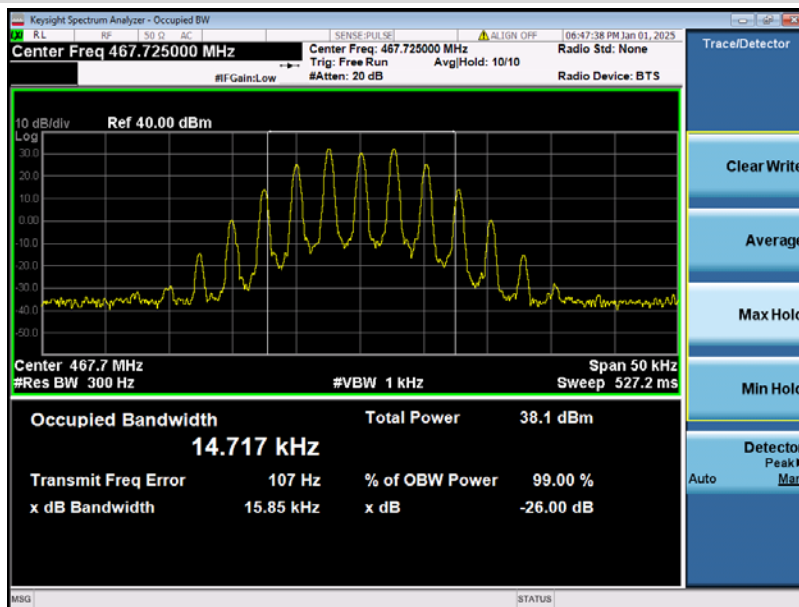 Keysight Spectrum Analyzer - Occupied BW
RL RF 50 Ω AC SENSE:PULSE ALIGN OFF 06:47:38 PM Jan 01, 2025
Center Freq 467.725000 MHz Center Freq: 467.725000 MHz Radio Std: None
Trig: Free Run Avg|Hold: 10/10
#IFGain:Low #Atten: 20 dB Radio Device: BTS
Trace/Detector
10 dB/div Ref 40.00 dBm
Log
30.0
20.0
10.0
0.00
-10.0
-20.0
-30.0
-40.0
-50.0
Center 467.7 MHz Span 50 kHz
#Res BW 300 Hz #VBW 1 kHz Sweep 527.2 ms
Occupied Bandwidth Total Power 38.1 dBm
14.717 kHz
Transmit Freq Error 107 Hz % of OBW Power 99.00 %
x dB Bandwidth 15.85 kHz x dB -26.00 dB
Clear Write
Average
Max Hold
Min Hold
Detector
Peak
Auto Man
MSG STATUS